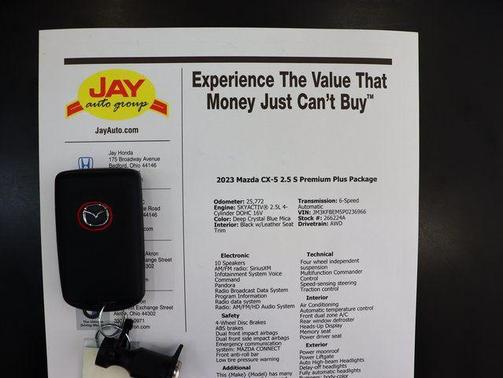 JAY
auto group
JayAuto.com
Experience The Value That
Money Just Can't Buy™
Jay Honda
175 Broadway Avenue
Bedford, Ohio 44146
2023 Mazda CX-5 2.5 S Premium Plus Package
Odometer: 25,772
Engine: SKYACTIV® 2.5L 4-
Cylinder DOHC 16V
Color: Deep Crystal Blue Mica
Interior: Black w/Leather Seat
Trim
Transmission: 6-Speed
Automatic
VIN: JM3KFBEM5P0236966
Stock #: 266224A
Drivetrain: AWD
Electronic
10 Speakers
AM/FM radio: SiriusXM
Infotainment System Voice
Command
Pandora
Radio Broadcast Data System
Program Information
Radio data system
Radio: AM/FM/HD Audio System
Safety
4-Wheel Disc Brakes
ABS brakes
Dual front impact airbags
Dual front side impact airbags
Emergency communication
system: MAZDA CONNECT
Front anti-roll bar
Low tire pressure warning
Additional
This (Make) (Model) has many
Technical
Four wheel independent
suspension
Multifunction Commander
Control
Speed-sensing steering
Traction control
Interior
Air Conditioning
Automatic temperature control
Front dual zone A/C
Rear window defroster
Heads-Up Display
Memory seat
Power driver seat
Exterior
Power moonroof
Power Liftgate
Auto High-beam Headlights
Delay-off headlights
Fully automatic headlights
Akron
44146
Exchange Street
Akron, Ohio 44302